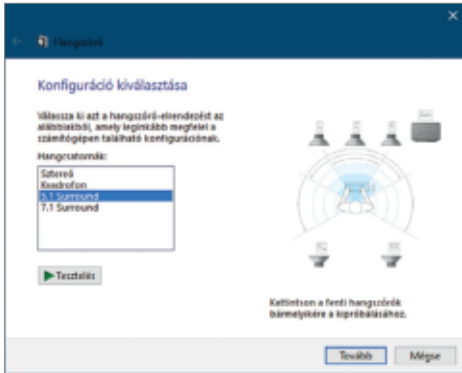 Hangszóró
Konfiguráció kiválasztása
Válassza ki azt a hangszóró-elrendezést az
alábbiakból, amely leginkább megfelel a
számítógépen található konfigurációnak.
Hangcsatornák:
Sztereó
Kvadrofon
5.1 Surround
7.1 Surround
Tesztelés
Kattintson a fenti hangszórók
bármelyikére a kipróbálásához.
Tovább
Mégse